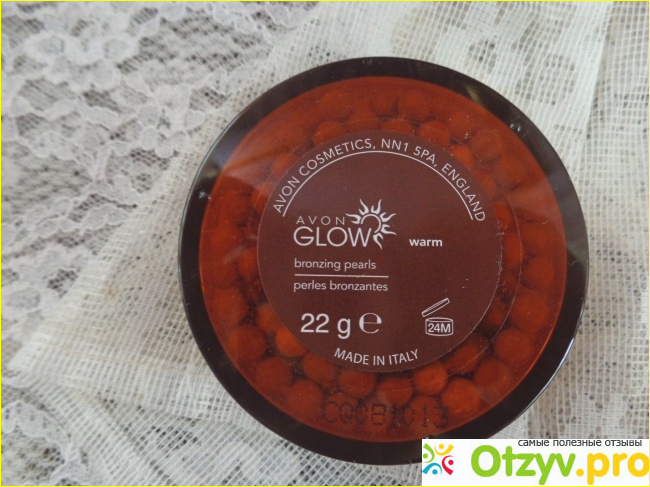 AVON COSMETICS, NN1 5PA, ENGLAND
AVON
GLOW
warm
bronzing pearls
perles bronzantes
22 g ℮
24M
MADE IN ITALY
самые полезные отзывы
Otzyv.pro